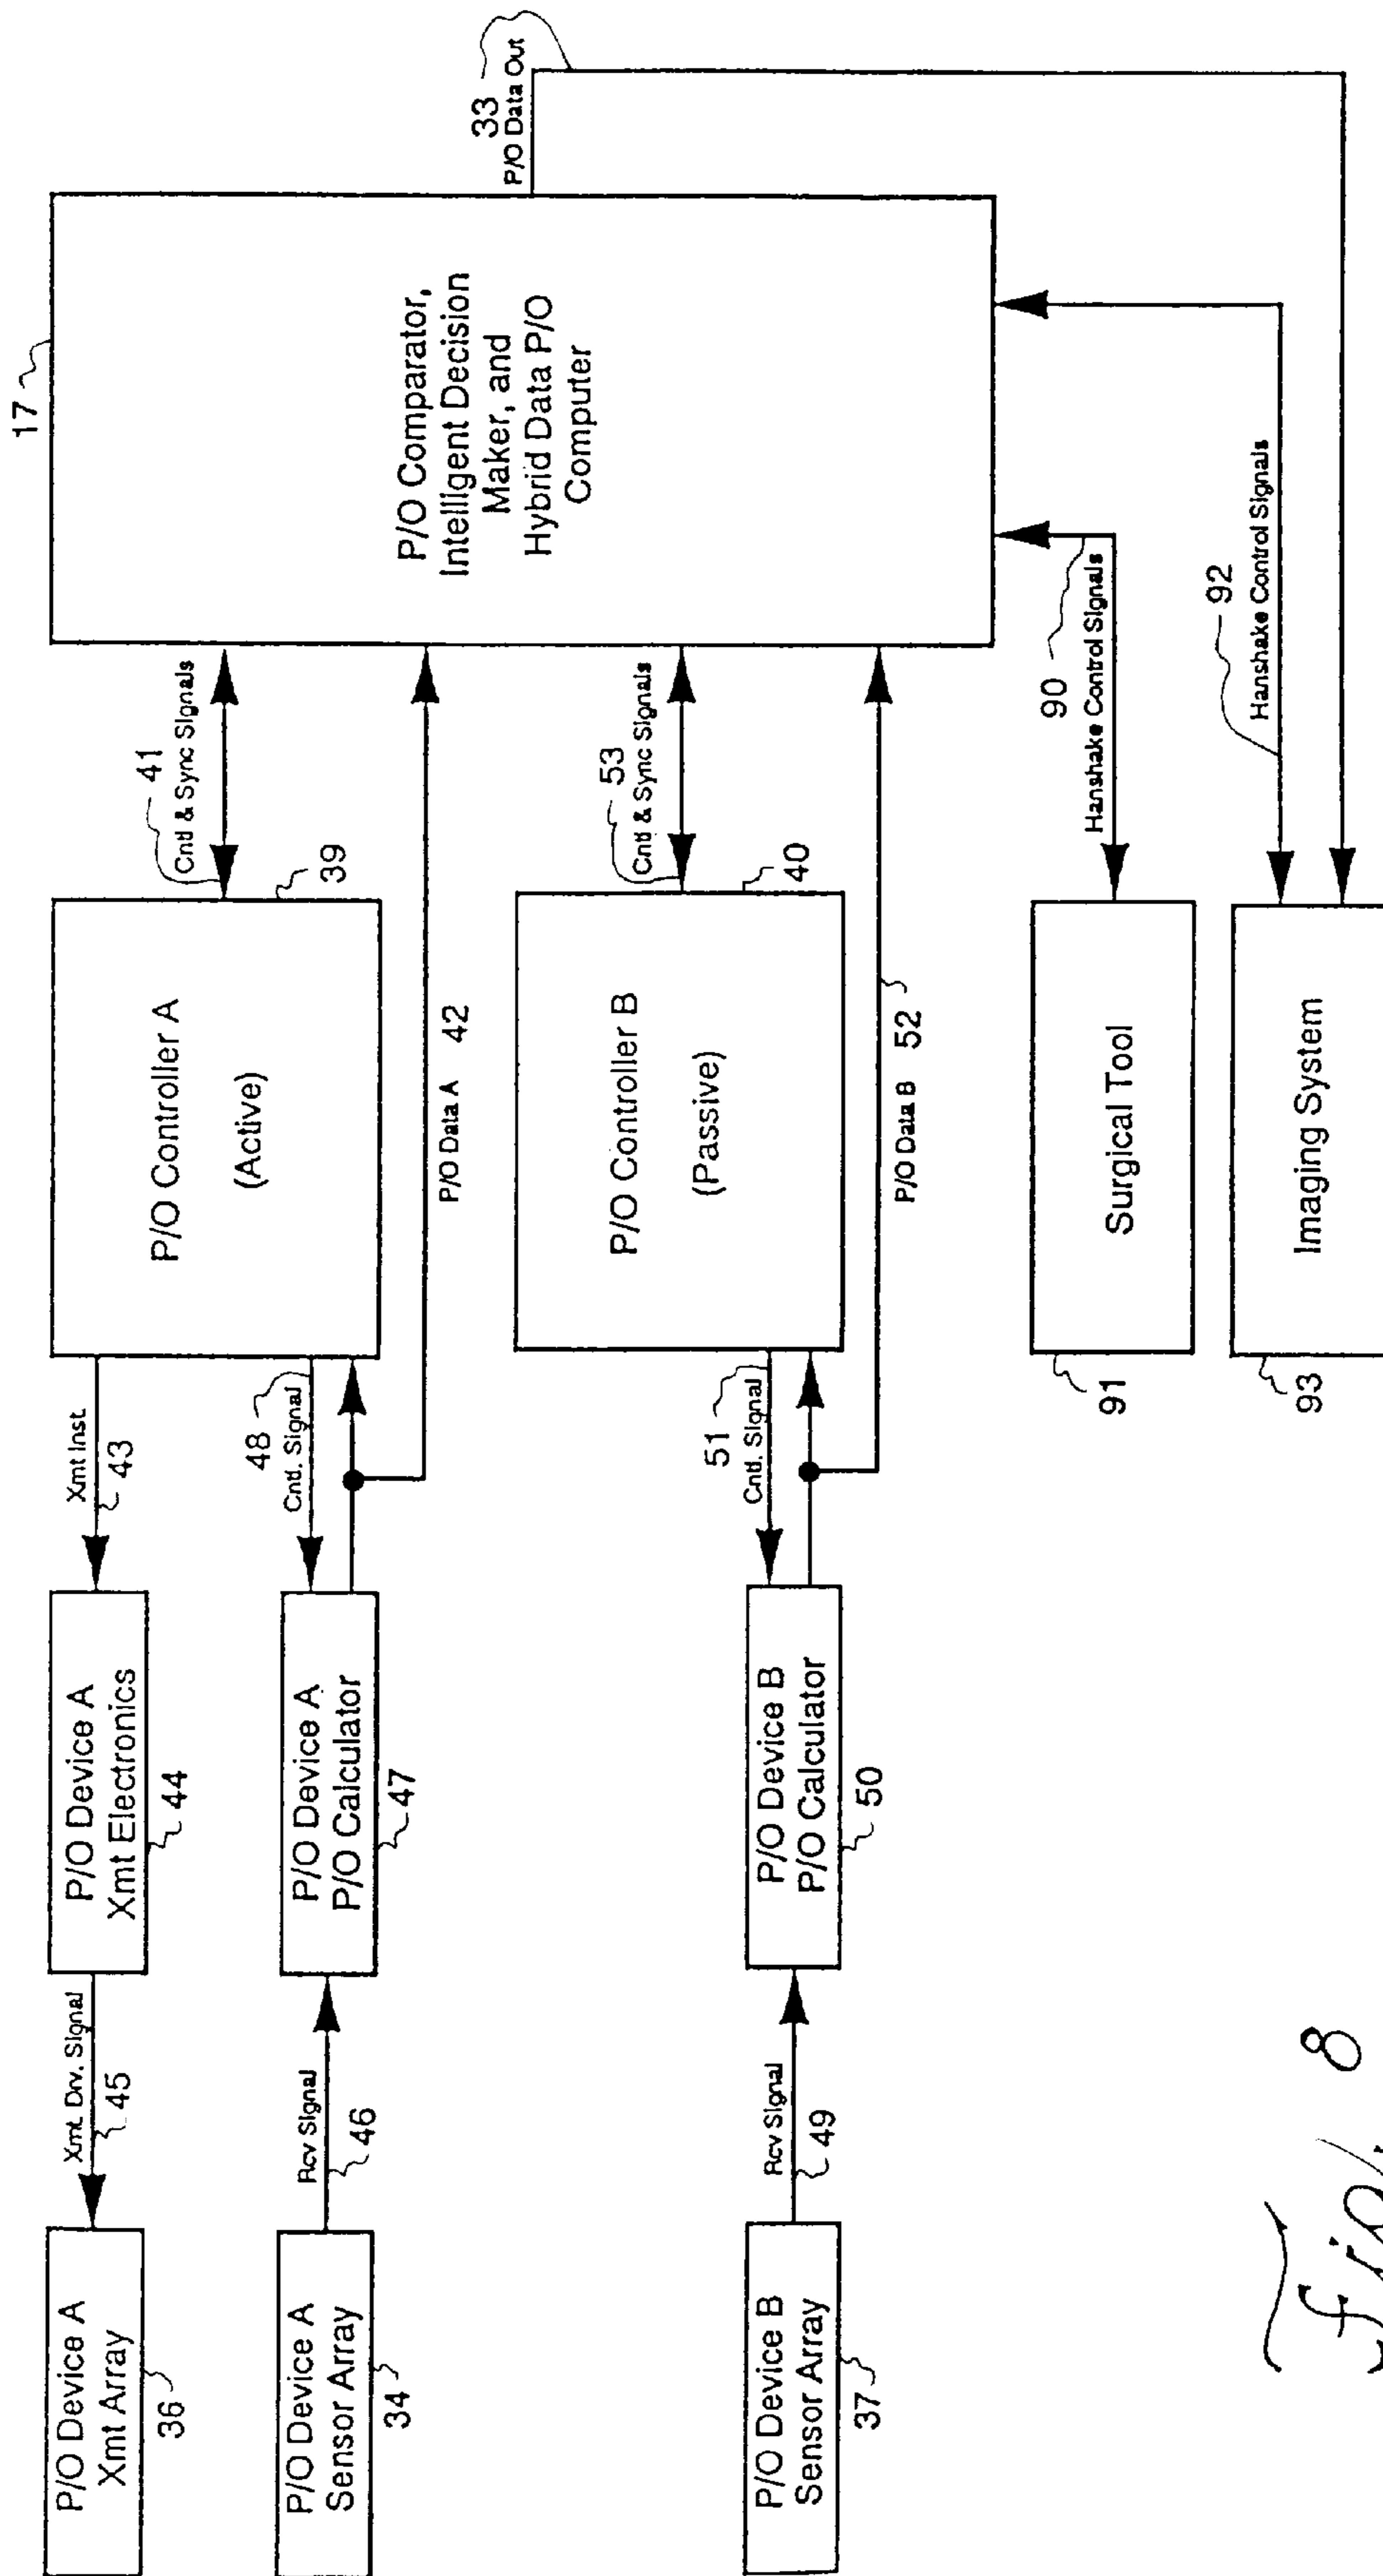 17
P/O Comparator,
Intelligent Decision
Maker, and
Hybrid Data P/O
Computer
33
P/O Data Out
41
Cntl & Sync Signals
39
P/O Controller A
(Active)
P/O Data A 42
53
Cntl & Sync Signals
40
P/O Controller B
(Passive)
P/O Data B 52
90
Hanshake Control Signals
92
Hanshake Control Signals
Surgical Tool
91
Imaging System
93
Xmt Inst.
43
48
Cntl. Signal
51
Cntl. Signal
P/O Device A
Xmt Electronics
44
P/O Device A
P/O Calculator
47
P/O Device B
P/O Calculator
50
Xmt. Drv. Signal
45
Rcv Signal
46
Rcv Signal
49
P/O Device A
Xmt Array
36
P/O Device A
Sensor Array
34
P/O Device B
Sensor Array
37
Fig. 8